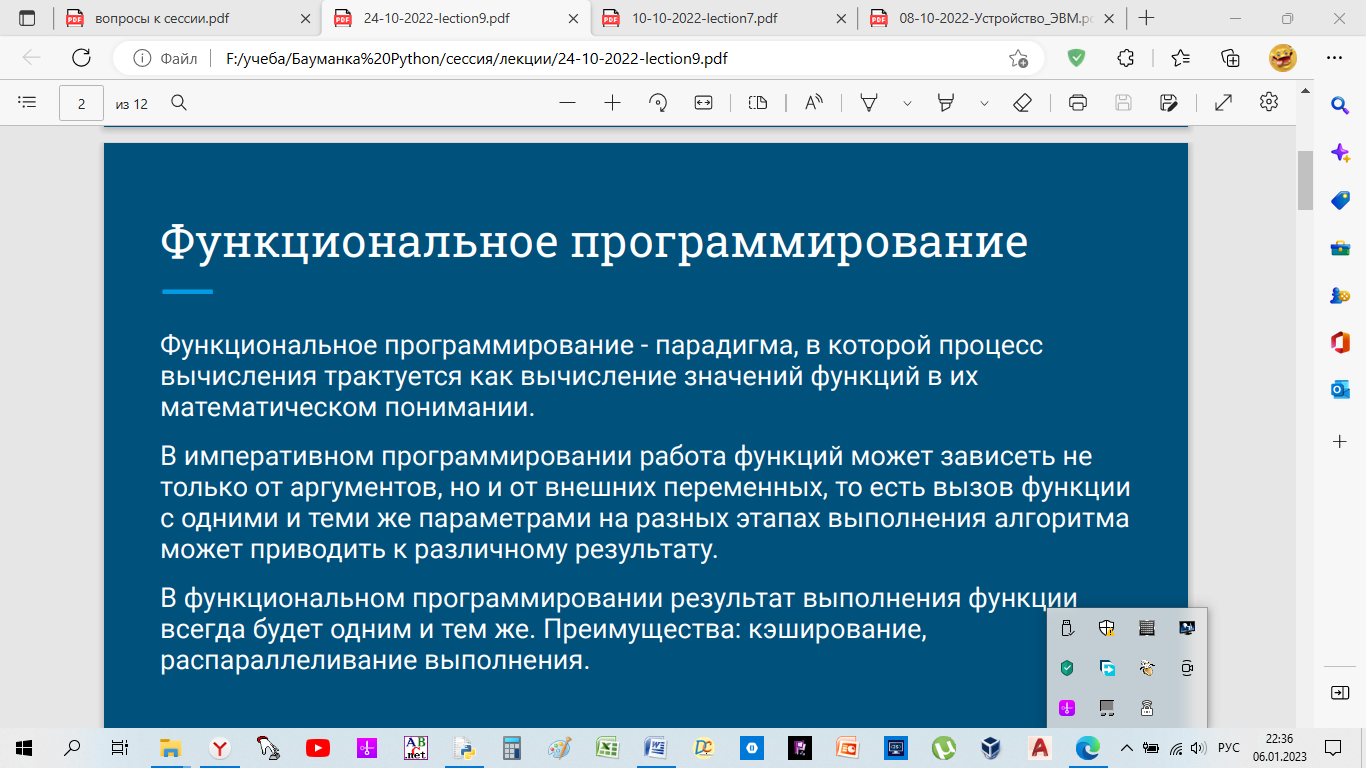 вопросы к сессии.pdf
24-10-2022-lection9.pdf
10-10-2022-lection7.pdf
08-10-2022-Устройство_ЭВМ.pd
Файл
F:/учеба/Бауманка%20Python/сессия/лекции/24-10-2022-lection9.pdf
2 из 12
Функциональное программирование
Функциональное программирование - парадигма, в которой процесс
вычисления трактуется как вычисление значений функций в их
математическом понимании.
В императивном программировании работа функций может зависеть не
только от аргументов, но и от внешних переменных, то есть вызов функции
с одними и теми же параметрами на разных этапах выполнения алгоритма
может приводить к различному результату.
В функциональном программировании результат выполнения функции
всегда будет одним и тем же. Преимущества: кэширование,
распараллеливание выполнения.
РУС
22:36
06.01.2023